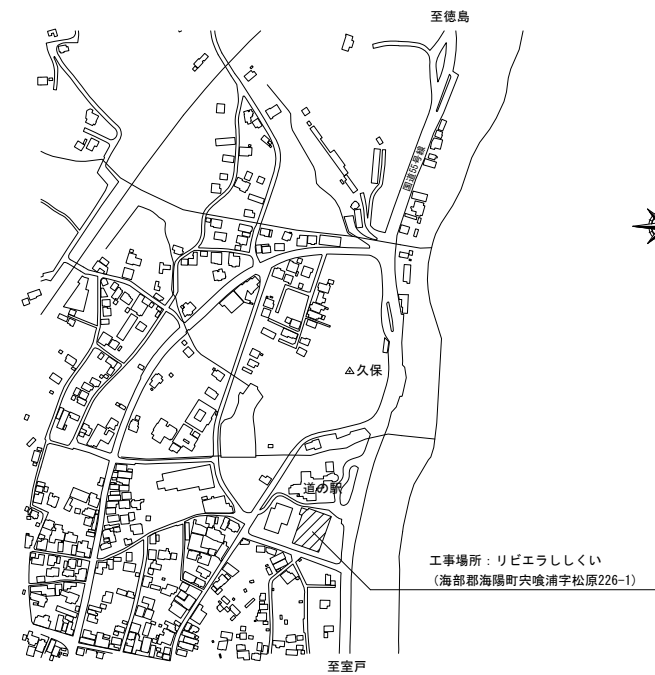 至徳島
国道55号線
久保
道の駅
工事場所：リビエラししくい
（海部郡海陽町宍喰浦字松原226-1）
至室戸